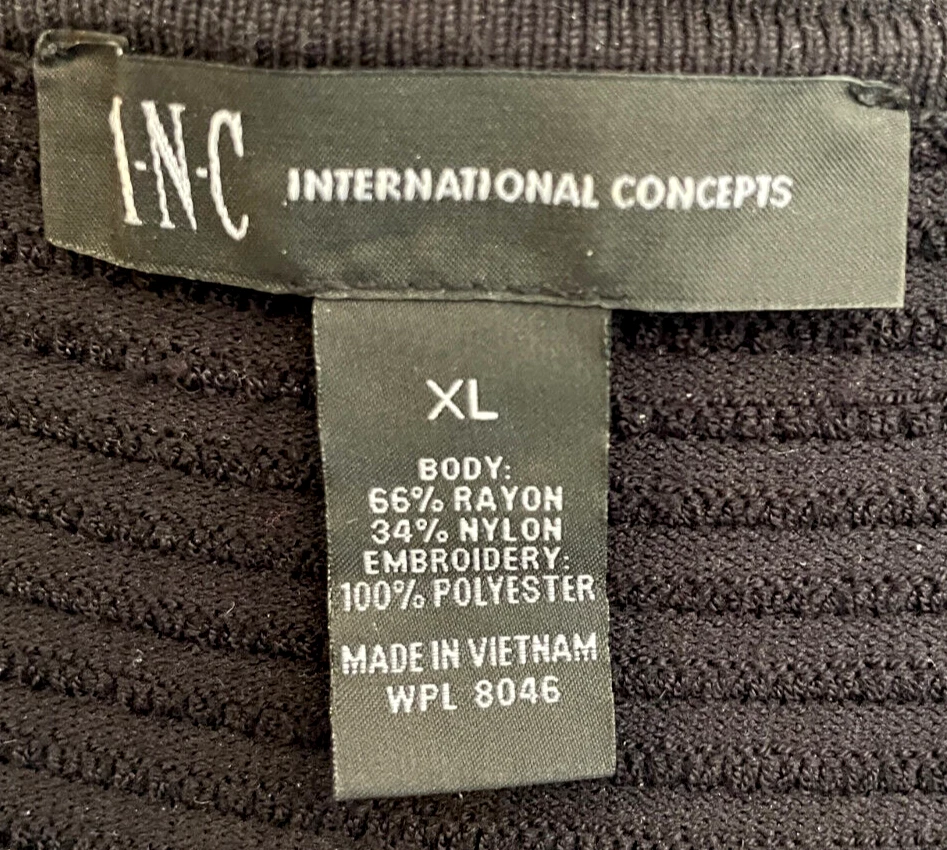 I·N·C INTERNATIONAL CONCEPTS
XL
BODY:
66% RAYON
34% NYLON
EMBROIDERY:
100% POLYESTER
MADE IN VIETNAM
WPL 8046